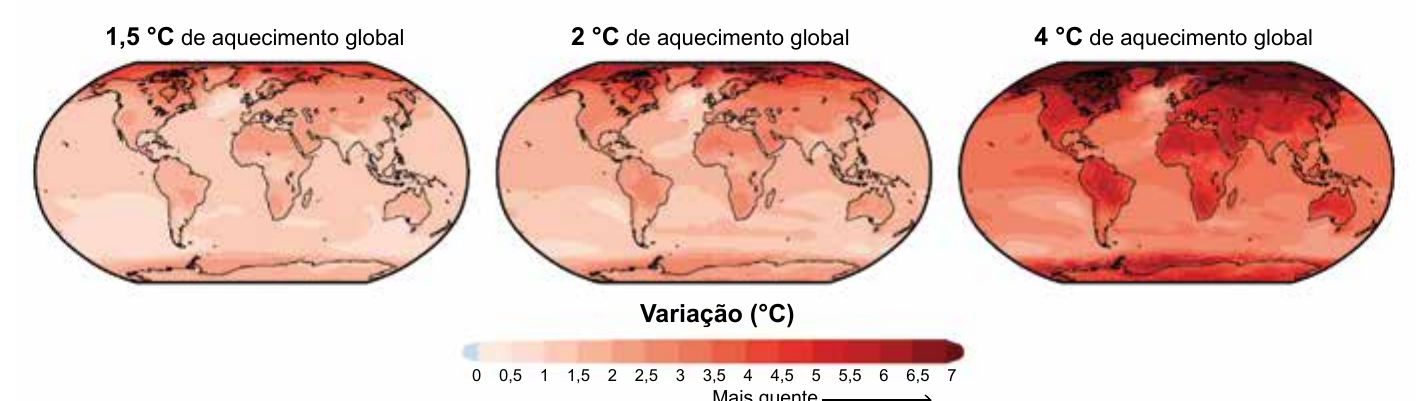 1,5 °C de aquecimento global
2 °C de aquecimento global
4 °C de aquecimento global
Variação (°C)
0 0,5 1 1,5 2 2,5 3 3,5 4 4,5 5 5,5 6 6,5 7
Mais quente